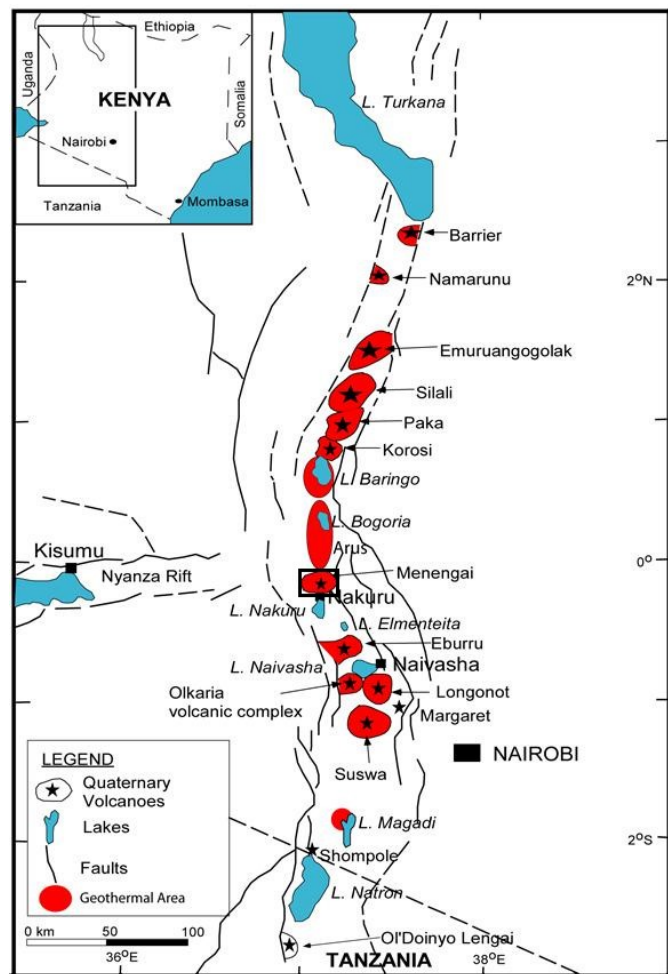 Ethiopia
Uganda
KENYA
Somalia
Nairobi
Tanzania
Mombasa
L. Turkana
Barrier
Namarunu
2°N
Emuruangogolak
Silali
Paka
Korosi
L. Baringo
L. Bogoria
Arus
Kisumu
Nyanza Rift
0°
Menengai
Nakuru
L. Nakuru
L. Elmenteita
Eburru
L. Naivasha
Naivasha
Olkaria
volcanic complex
Longonot
Margaret
NAIROBI
Suswa
LEGEND
Quaternary
Volcanoes
Lakes
Faults
Geothermal Area
L. Magadi
2°S
Shompole
L. Natron
0 km 50 100
Ol'Doinyo Lengai
36°E
TANZANIA
38°E